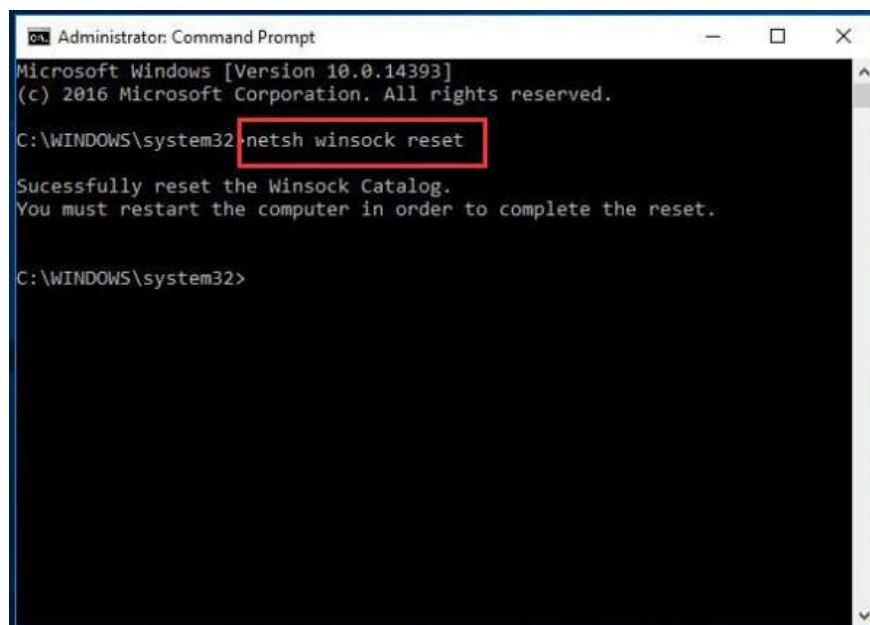 Administrator: Command Prompt
Microsoft Windows [Version 10.0.14393]
(c) 2016 Microsoft Corporation. All rights reserved.
C:\WINDOWS\system32>netsh winsock reset
Sucessfully reset the Winsock Catalog.
You must restart the computer in order to complete the reset.
C:\WINDOWS\system32>